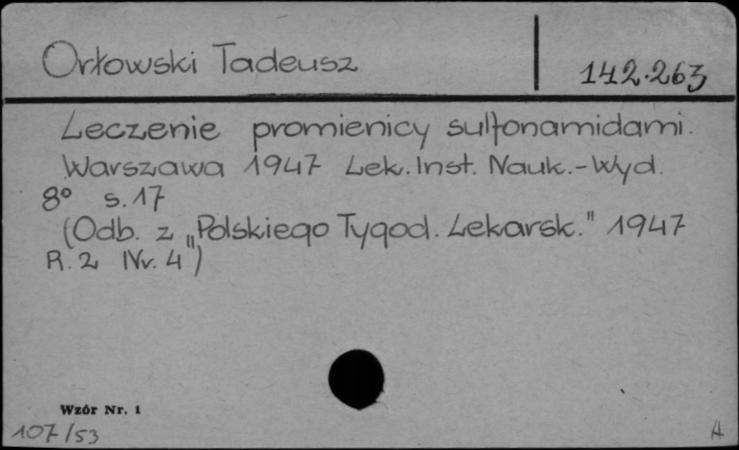 Orłowski Tadeusz
142.263
Leczenie promienicy sulfonamidami.
Warszawa 1947 Lek. Inst. Nauk.-Wyd.
8° s. 17
(Odb. z „Polskiego Tygod. Lekarsk." 1947
R. 2 Nr. 4)
Wzór Nr. 1
107/53
A